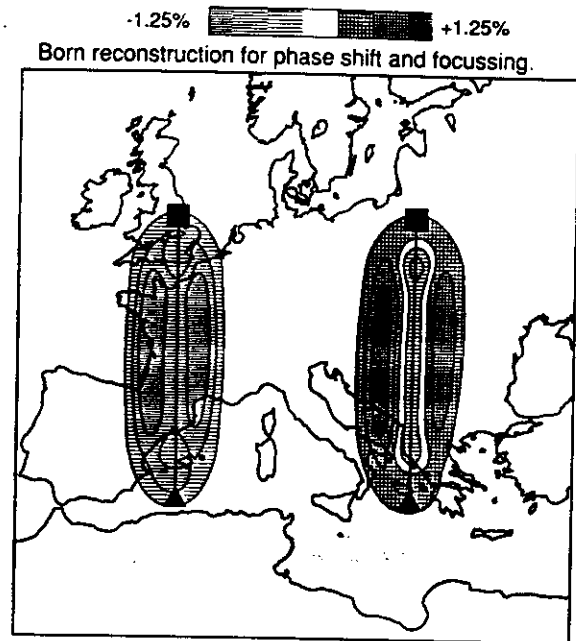 -1.25% +1.25%
Born reconstruction for phase shift and focussing.